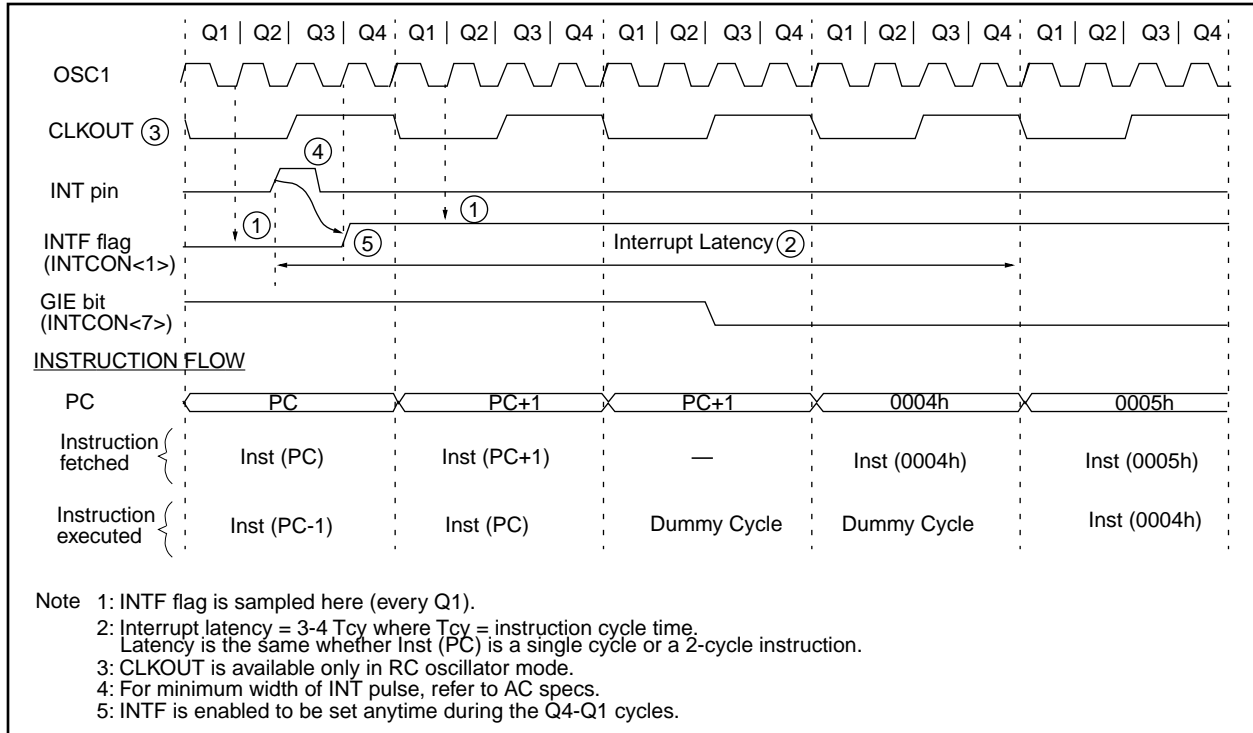 Q1 | Q2 | Q3 | Q4 Q1 | Q2 | Q3 | Q4 Q1 | Q2 | Q3 | Q4 Q1 | Q2 | Q3 | Q4 Q1 | Q2 | Q3 | Q4
OSC1
CLKOUT 3
4
INT pin
1 1
INTF flag
(INTCON<1>)
5
Interrupt Latency 2
GIE bit
(INTCON<7>)
INSTRUCTION FLOW
PC PC PC+1 PC+1 0004h 0005h
Instruction
fetched
Inst (PC) Inst (PC+1) — Inst (0004h) Inst (0005h)
Instruction
executed
Inst (PC-1) Inst (PC) Dummy Cycle Dummy Cycle Inst (0004h)
Note 1: INTF flag is sampled here (every Q1).
2: Interrupt latency = 3-4 Tcy where Tcy = instruction cycle time.
Latency is the same whether Inst (PC) is a single cycle or a 2-cycle instruction.
3: CLKOUT is available only in RC oscillator mode.
4: For minimum width of INT pulse, refer to AC specs.
5: INTF is enabled to be set anytime during the Q4-Q1 cycles.